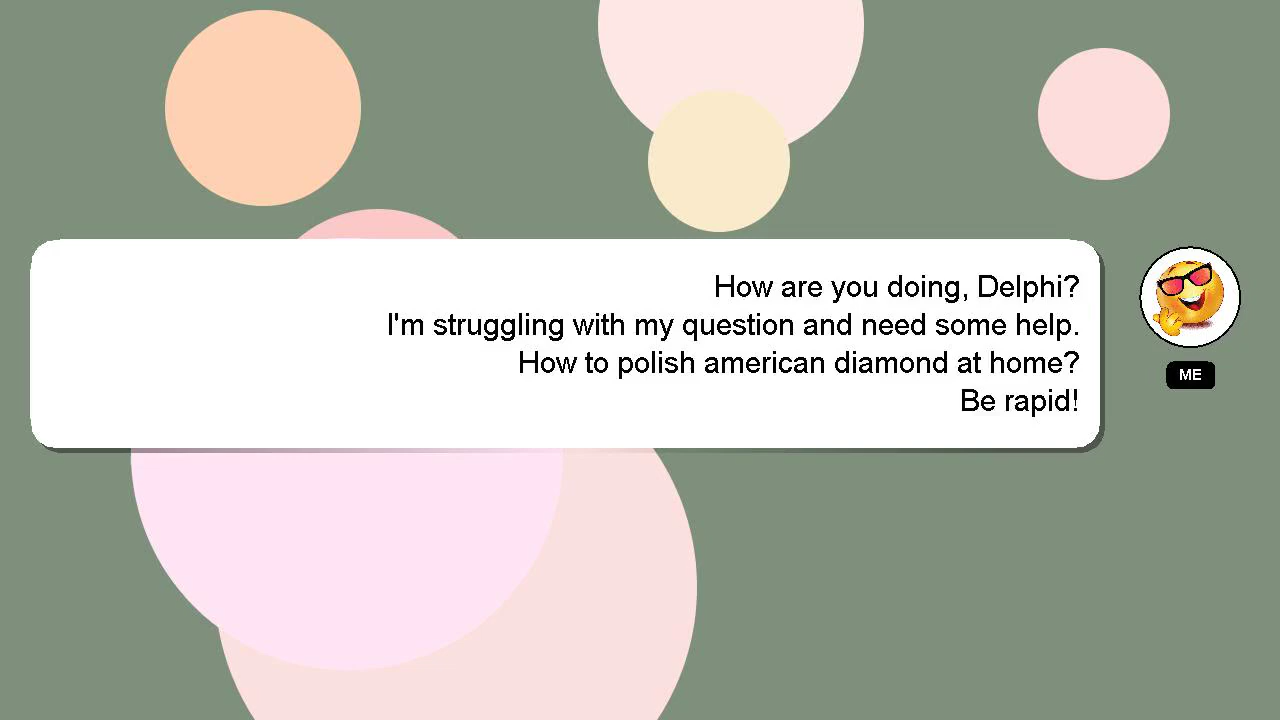 How are you doing, Delphi?
I'm struggling with my question and need some help.
How to polish american diamond at home?
Be rapid!
ME